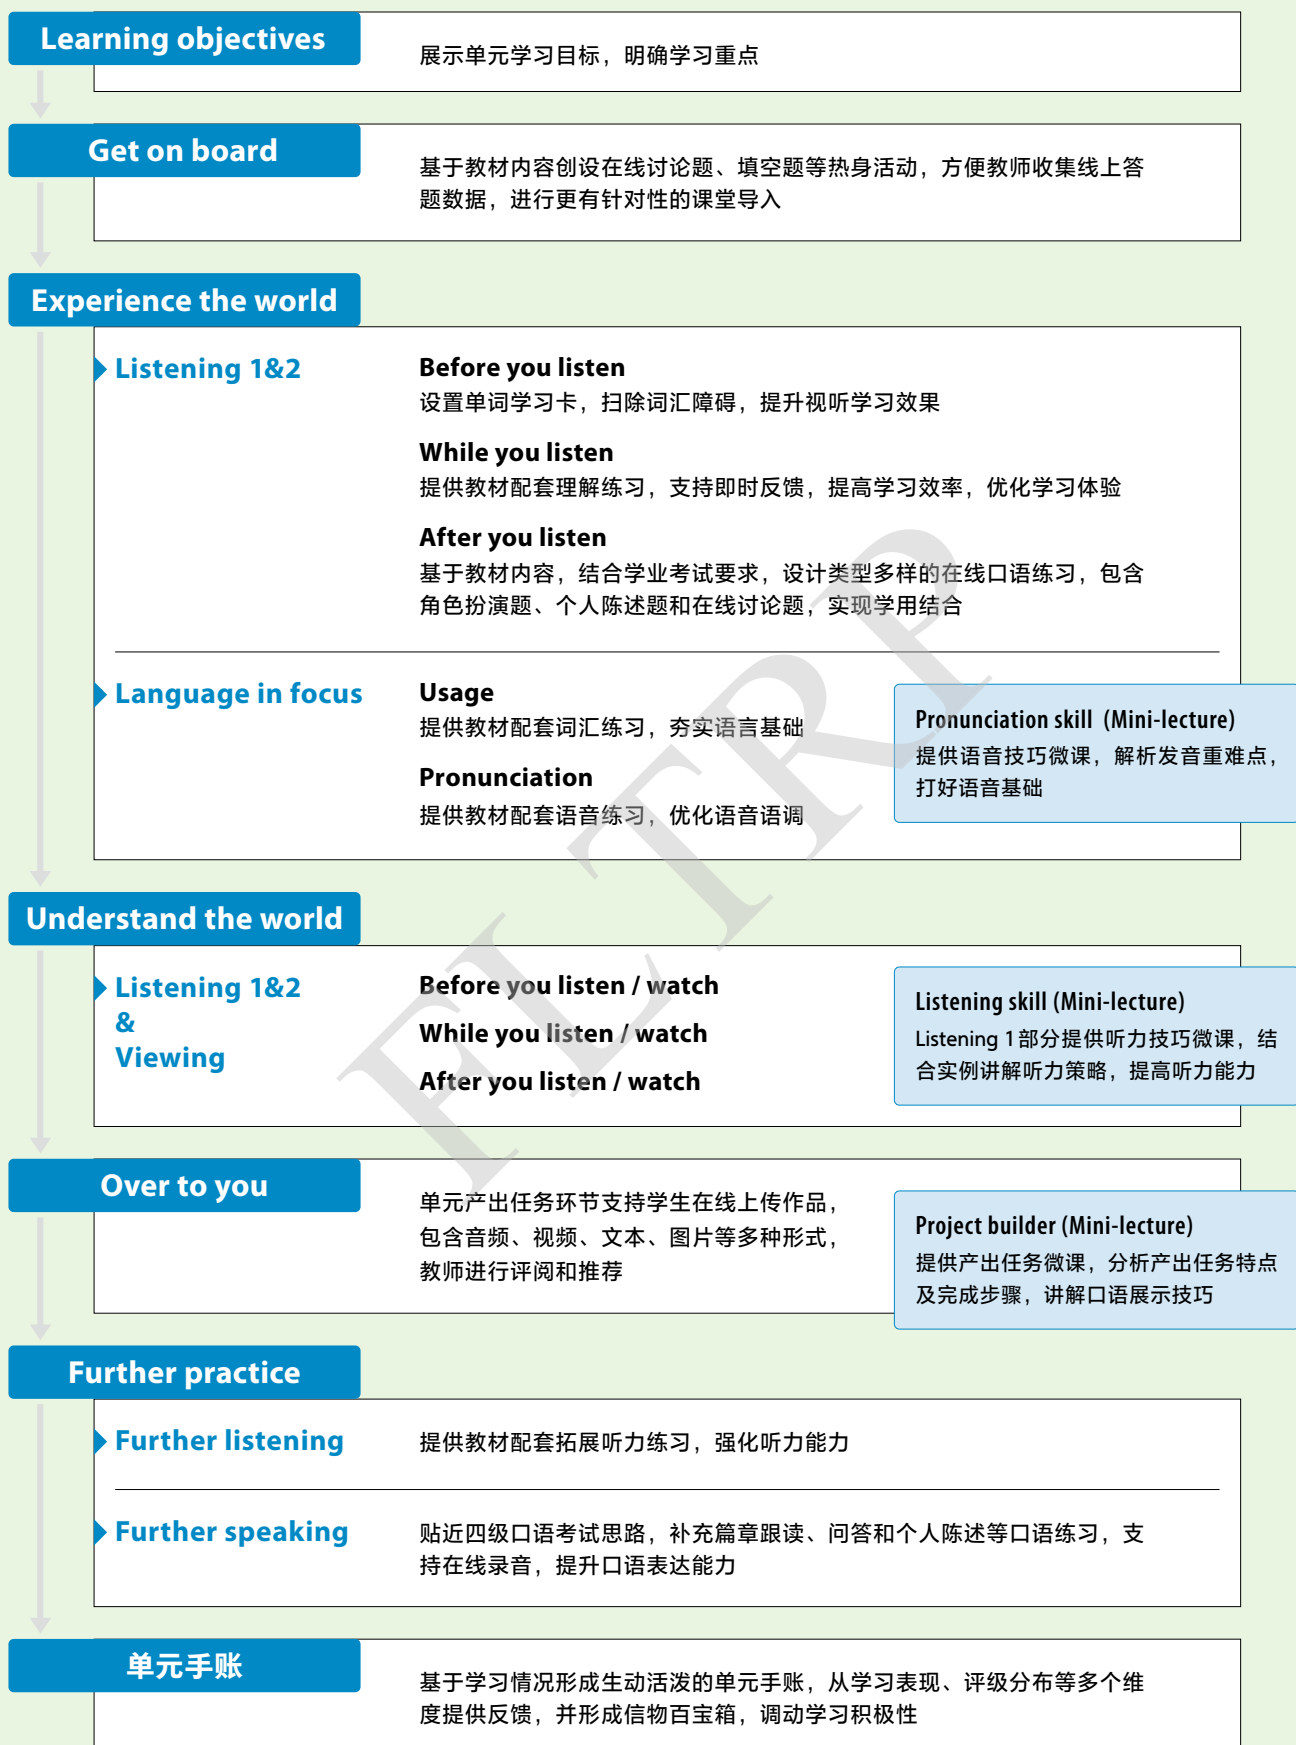 Learning objectives
展示单元学习目标，明确学习重点
Get on board
基于教材内容创设在线讨论题、填空题等热身活动，方便教师收集线上答
题数据，进行更有针对性的课堂导入
Experience the world
Listening 1&2
Before you listen
设置单词学习卡，扫除词汇障碍，提升视听学习效果
While you listen
提供教材配套理解练习，支持即时反馈，提高学习效率，优化学习体验
After you listen
基于教材内容，结合学业考试要求，设计类型多样的在线口语练习，包含
角色扮演题、个人陈述题和在线讨论题，实现学用结合
Language in focus
Usage
提供教材配套词汇练习，夯实语言基础
Pronunciation
提供教材配套语音练习，优化语音语调
Pronunciation skill (Mini-lecture)
提供语音技巧微课，解析发音重难点，
打好语音基础
Understand the world
Listening 1&2
&
Viewing
Before you listen / watch
While you listen / watch
After you listen / watch
Listening skill (Mini-lecture)
Listening 1部分提供听力技巧微课，结
合实例讲解听力策略，提高听力能力
Over to you
单元产出任务环节支持学生在线上传作品，
包含音频、视频、文本、图片等多种形式，
教师进行评阅和推荐
Project builder (Mini-lecture)
提供产出任务微课，分析产出任务特点
及完成步骤，讲解口语展示技巧
Further practice
Further listening
提供教材配套拓展听力练习，强化听力能力
Further speaking
贴近四级口语考试思路，补充篇章跟读、问答和个人陈述等口语练习，支
持在线录音，提升口语表达能力
单元手账
基于学习情况形成生动活泼的单元手账，从学习表现、评级分布等多个维
度提供反馈，并形成信物百宝箱，调动学习积极性
FLTRP